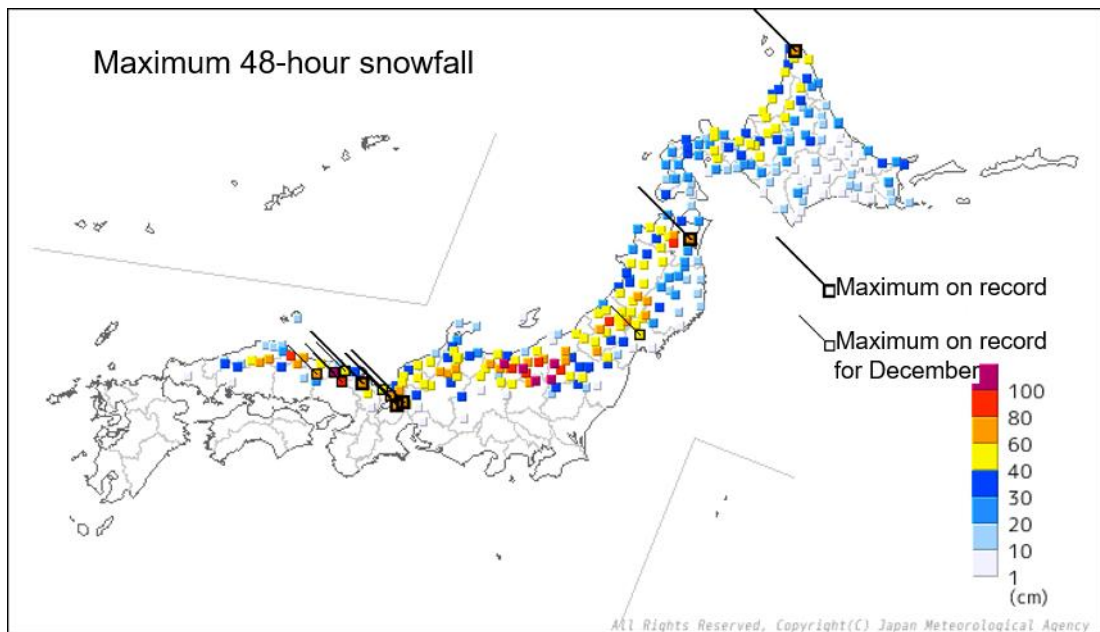 Maximum 48-hour snowfall
Maximum on record
Maximum on record
for December
100
80
60
40
30
20
10
1
(cm)
All Rights Reserved, Copyright(C) Japan Meteorological Agency